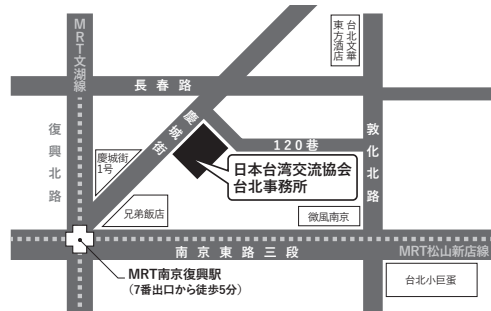 MRT文湖線
台北文華
東方酒店
長春路
復興北路
慶城街
120巷
敦化北路
慶城街
1号
日本台湾交流協会
台北事務所
兄弟飯店
微風南京
南京東路三段
MRT松山新店線
MRT南京復興駅
（7番出口から徒歩5分）
台北小巨蛋